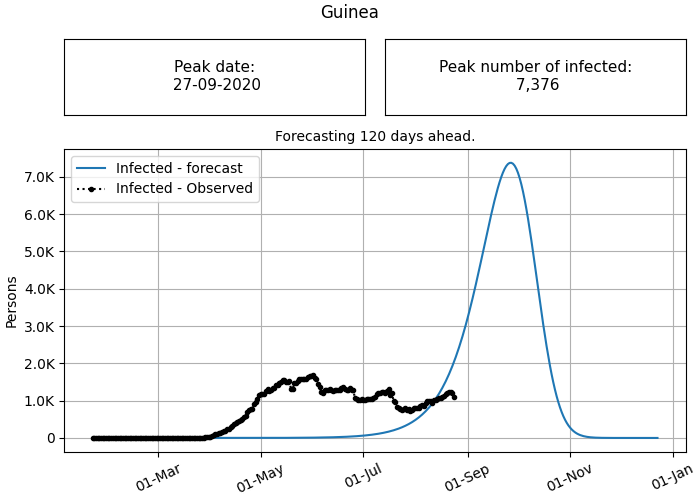 Guinea
Peak date:
27-09-2020
Peak number of infected:
7,376
Forecasting 120 days ahead.
Infected - forecast
Infected - Observed
Persons
7.0K
6.0K
5.0K
4.0K
3.0K
2.0K
1.0K
0
01-Mar
01-May
01-Jul
01-Sep
01-Nov
01-Jan